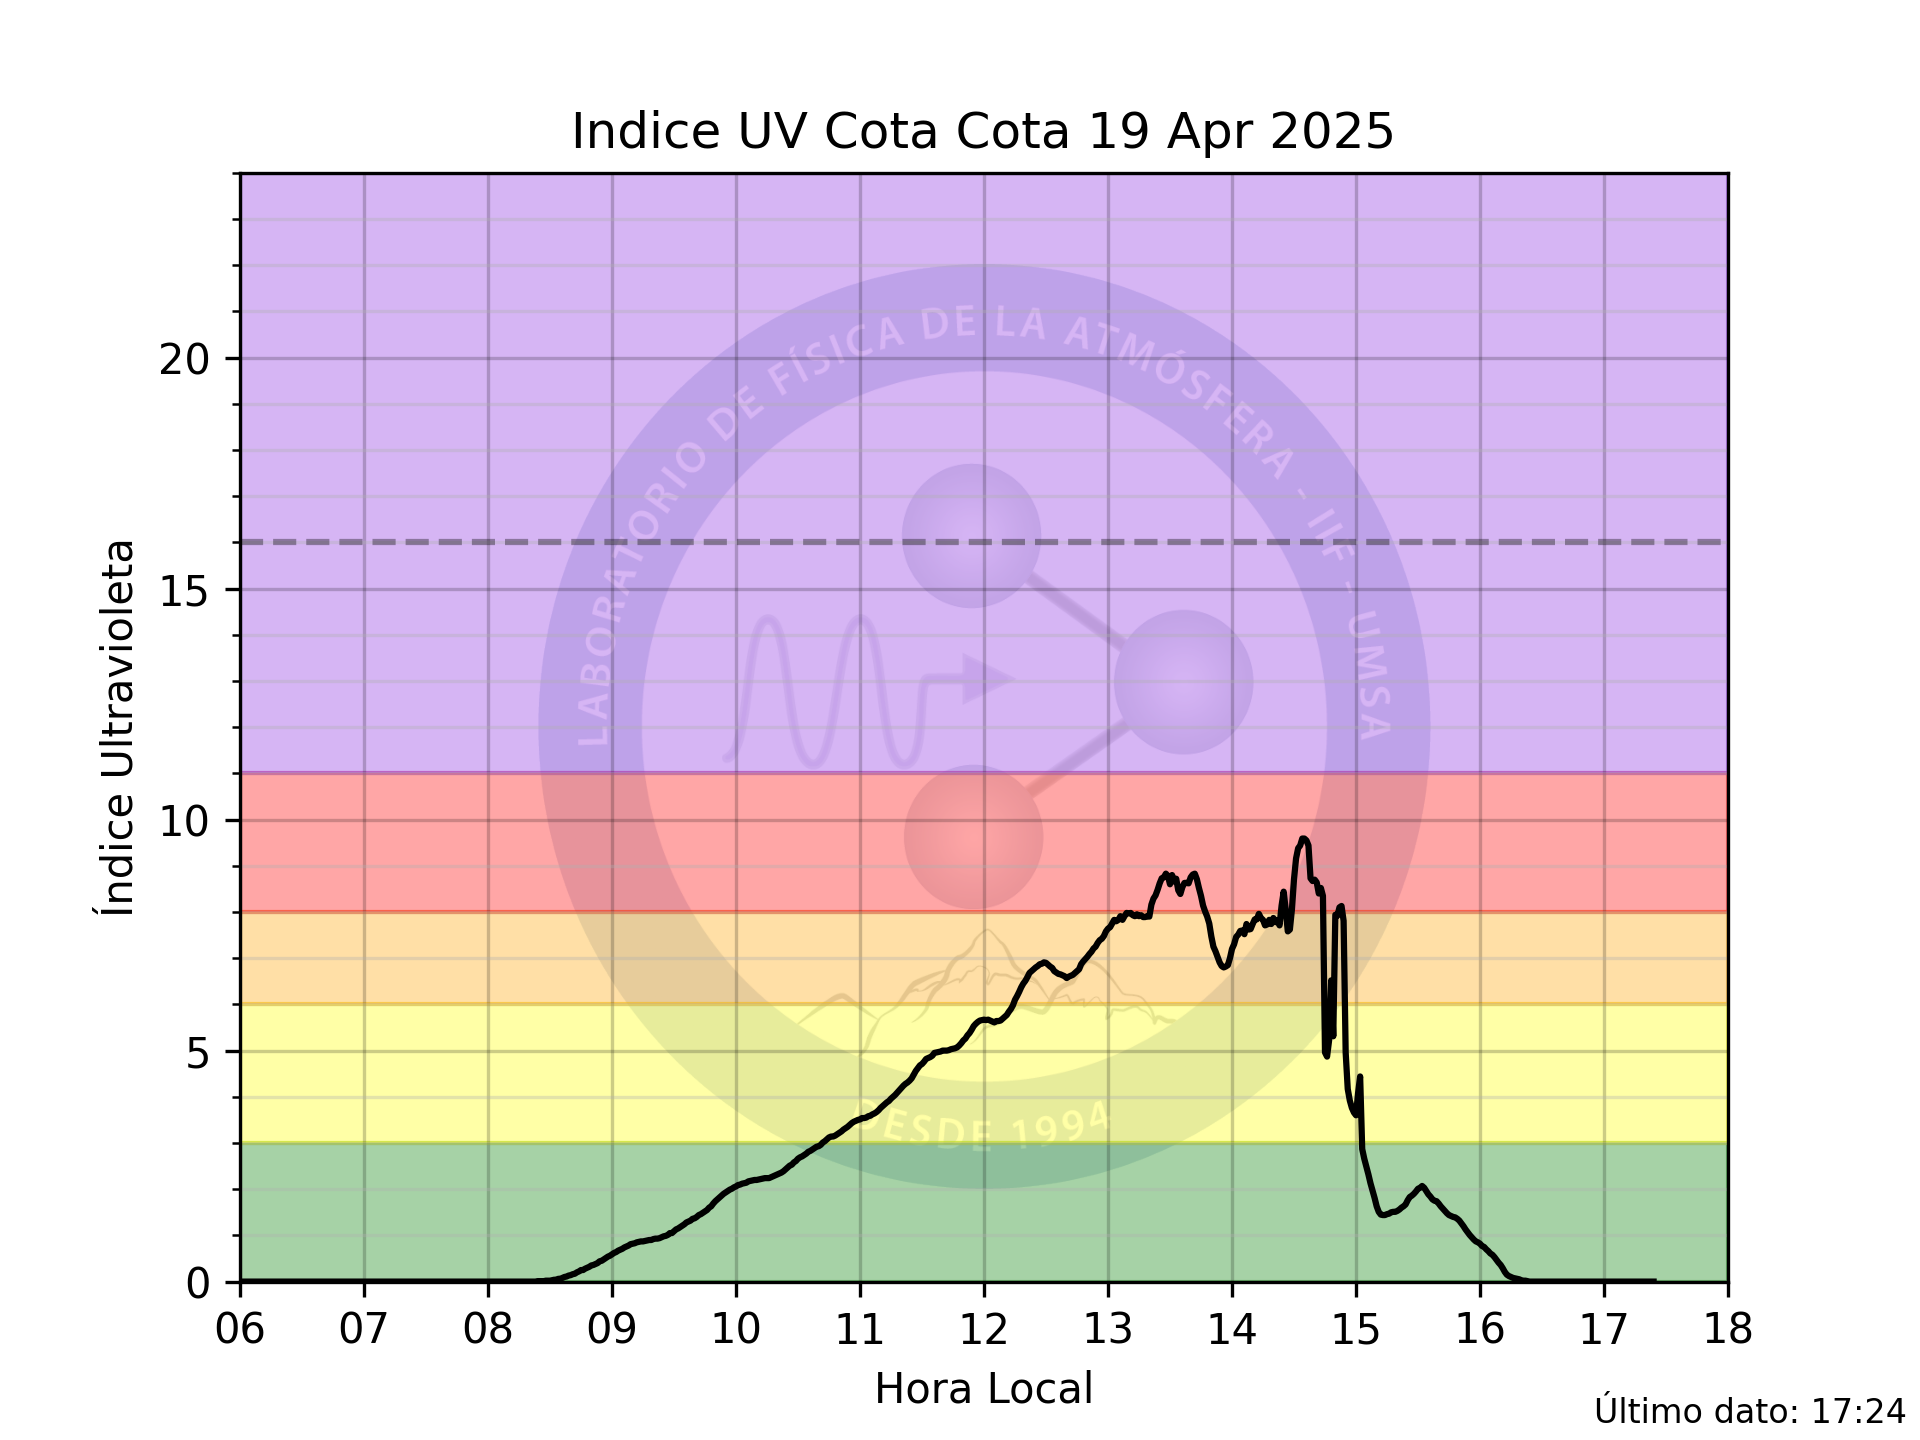 Indice UV Cota Cota 19 Apr 2025
LABORATORIO DE FÍSICA DE LA ATMÓSFERA - IIF - UMSA
20
15
10
5
0
Índice Ultravioleta
DESDE 1994
06 07 08 09 10 11 12 13 14 15 16 17 18
Hora Local
Último dato: 17:24